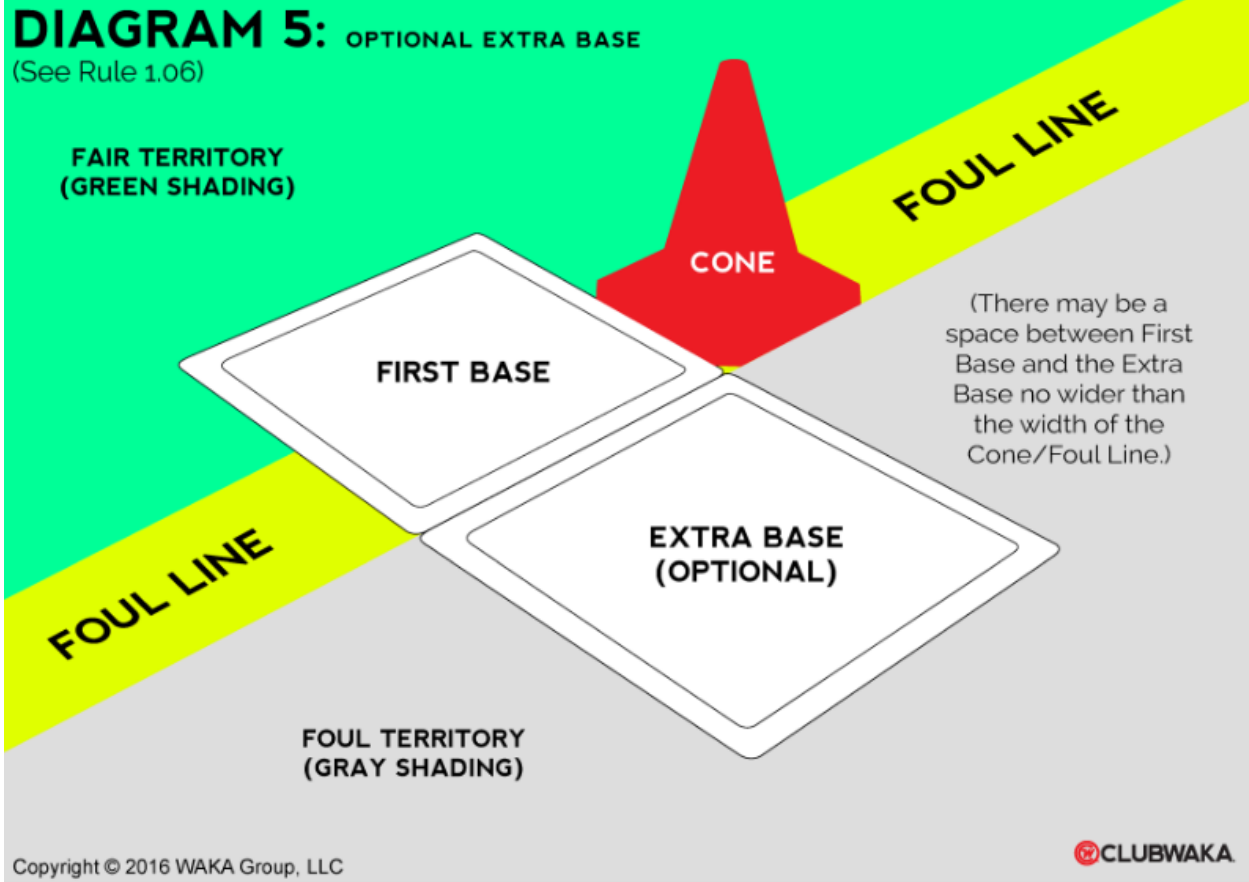 DIAGRAM 5: OPTIONAL EXTRA BASE
(See Rule 1.06)
FAIR TERRITORY
(GREEN SHADING)
FOUL LINE
CONE
(There may be a
space between First
Base and the Extra
Base no wider than
the width of the
Cone/Foul Line.)
FIRST BASE
EXTRA BASE
(OPTIONAL)
FOUL LINE
FOUL TERRITORY
(GRAY SHADING)
Copyright © 2016 WAKA Group, LLC
CLUBWAKA